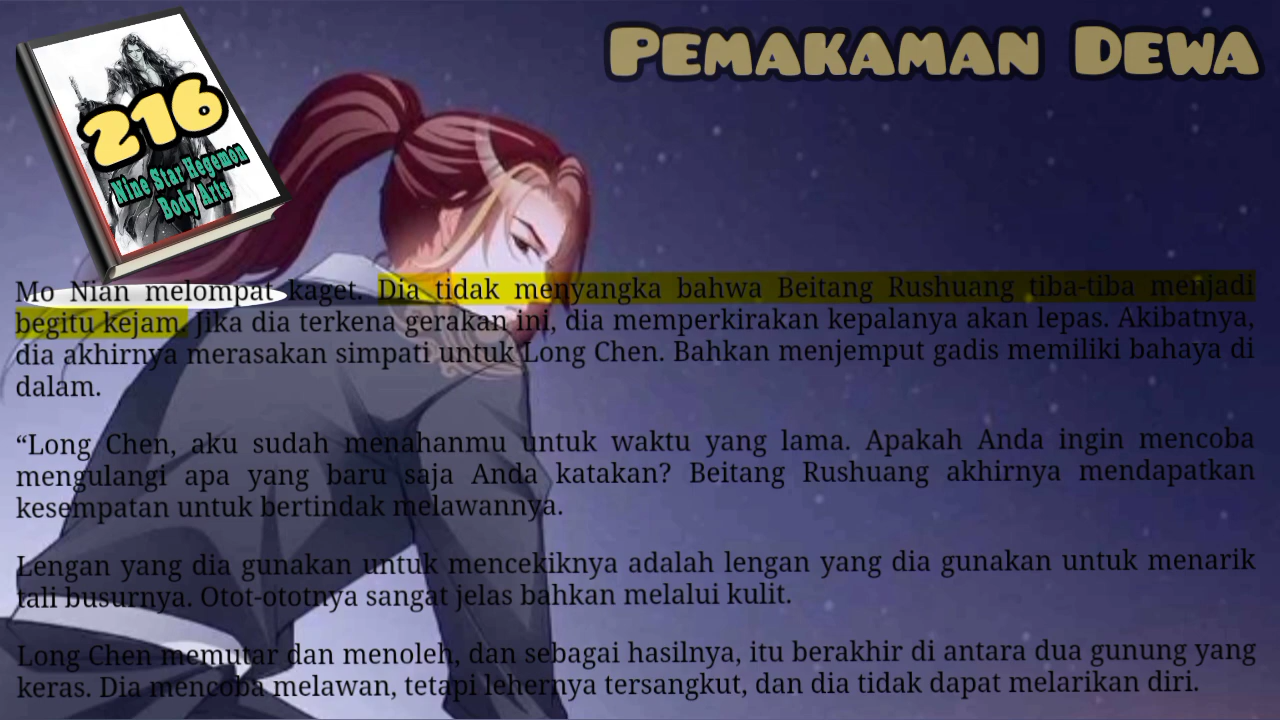 PEMAKAMAN DEWA
216
Nine Star Hegemon
Body Arts
Mo Nian melompat kaget. Dia tidak menyangka bahwa Beitang Rushuang tiba-tiba menjadi
begitu kejam. Jika dia terkena gerakan ini, dia memperkirakan kepalanya akan lepas. Akibatnya,
dia akhirnya merasakan simpati untuk Long Chen. Bahkan menjemput gadis memiliki bahaya di
dalam.
“Long Chen, aku sudah menahanmu untuk waktu yang lama. Apakah Anda ingin mencoba
mengulangi apa yang baru saja Anda katakan? Beitang Rushuang akhirnya mendapatkan
kesempatan untuk bertindak melawannya.
Lengan yang dia gunakan untuk mencekiknya adalah lengan yang dia gunakan untuk menarik
tali busurnya. Otot-ototnya sangat jelas bahkan melalui kulit.
Long Chen memutar dan menoleh, dan sebagai hasilnya, itu berakhir di antara dua gunung yang
keras. Dia mencoba melawan, tetapi lehernya tersangkut, dan dia tidak dapat melarikan diri.